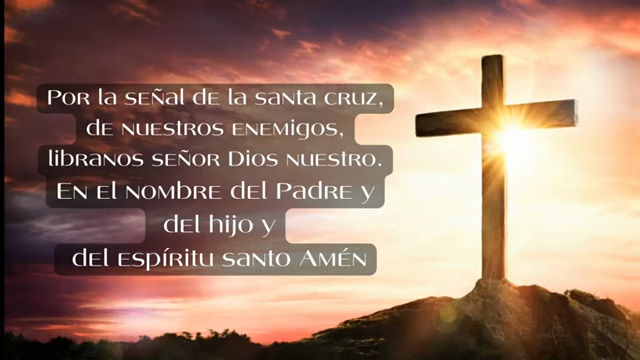 Por la señal de la santa cruz,
de nuestros enemigos,
libranos señor Dios nuestro.
En el nombre del Padre y
del hijo y
del espíritu santo Amén